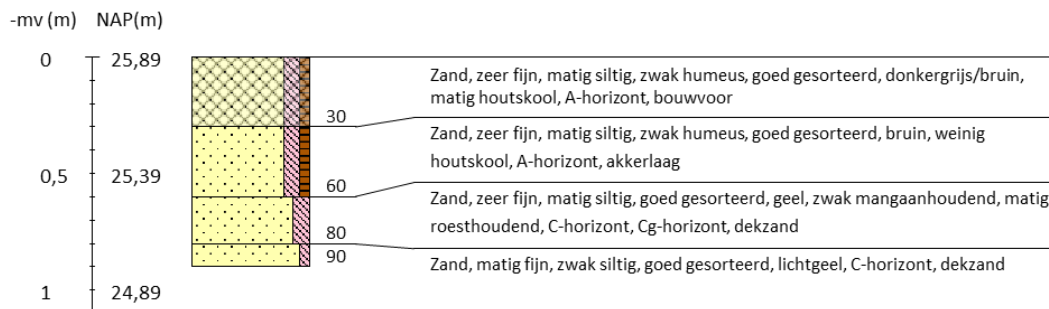 -mv (m) NAP(m)
0 25,89
Zand, zeer fijn, matig siltig, zwak humeus, goed gesorteerd, donkergrijs/bruin,
matig houtskool, A-horizont, bouwvoor
30
Zand, zeer fijn, matig siltig, zwak humeus, goed gesorteerd, bruin, weinig
houtskool, A-horizont, akkerlaag
0,5 25,39
60
Zand, zeer fijn, matig siltig, goed gesorteerd, geel, zwak mangaanhoudend, matig
roesthoudend, C-horizont, Cg-horizont, dekzand
80
90
Zand, matig fijn, zwak siltig, goed gesorteerd, lichtgeel, C-horizont, dekzand
1 24,89